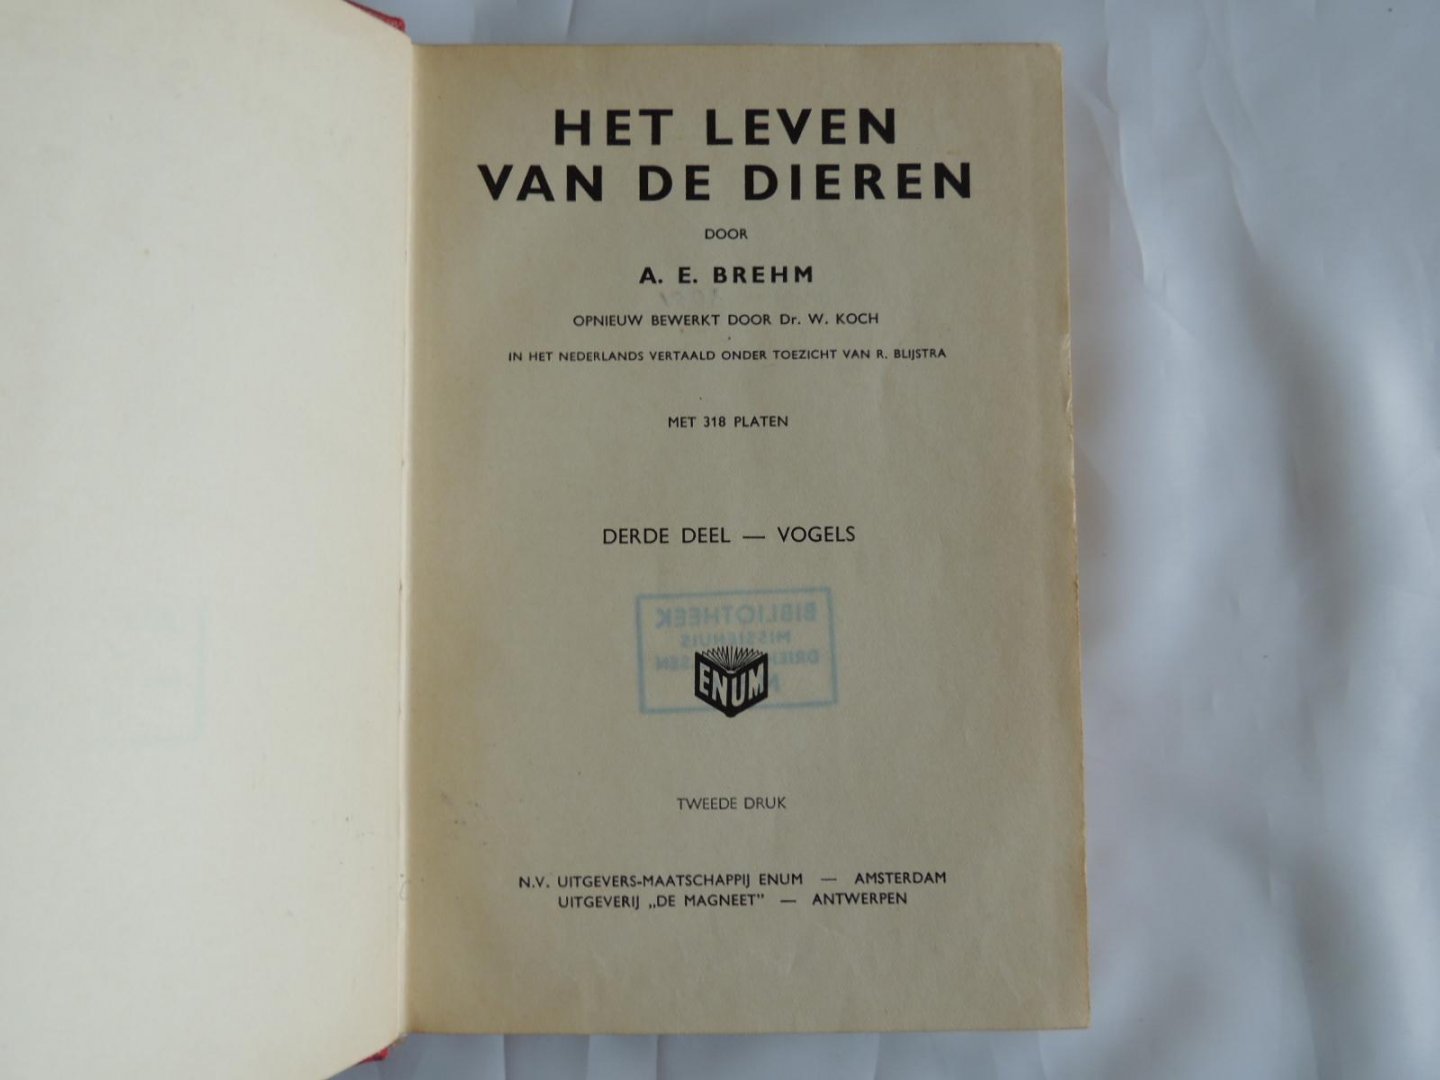 HET LEVEN
VAN DE DIEREN
DOOR
A. E. BREHM
OPNIEUW BEWERKT DOOR Dr. W. KOCH
IN HET NEDERLANDS VERTAALD ONDER TOEZICHT VAN R. BLIJSTRA
MET 318 PLATEN
DERDE DEEL — VOGELS
BIBLIOTHEEK
MISSIEHUIS
ENUM
TWEEDE DRUK
N.V. UITGEVERS-MAATSCHAPPIJ ENUM — AMSTERDAM
UITGEVERIJ „DE MAGNEET” — ANTWERPEN